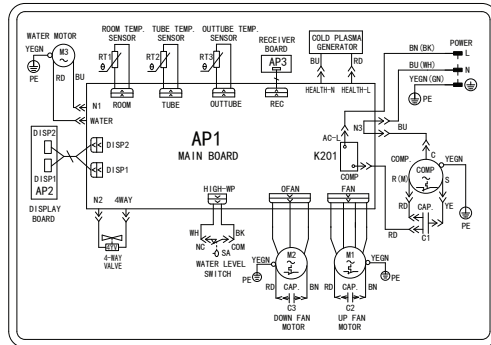 WATER MOTOR
YEGN
M3
PE
RD
BU
ROOM TEMP.
SENSOR
RT1
θ
ROOM
TUBE TEMP.
SENSOR
RT2
θ
TUBE
OUTTUBE TEMP.
SENSOR
RT3
θ
OUTTUBE
RECEIVER
BOARD
AP3
REC
COLD PLASMA
GENERATOR
BU
RD
HEALTH-N
HEALTH-L
POWER
BN(BK)
L
BU(WH)
N
YEGN(GN)
PE
N1
WATER
AP1
MAIN BOARD
AC-L
K201
COMP
N3
BU
DISP2
DISP1
AP2
DISPLAY
BOARD
DISP2
DISP1
N2
4WAY
4YV
4-WAY
VALVE
HIGH-WP
WH
BK
NC
COM
SA
WATER LEVEL
SWITCH
OFAN
YEGN
M2
PE
RD
CAP.
BN
C3
DOWN FAN
MOTOR
FAN
M1
YEGN
PE
RD
CAP.
BN
C2
UP FAN
MOTOR
COMP.
C
YEGN
COMP
R(M)
S
RD
YE
CAP.
C1
RD
PE